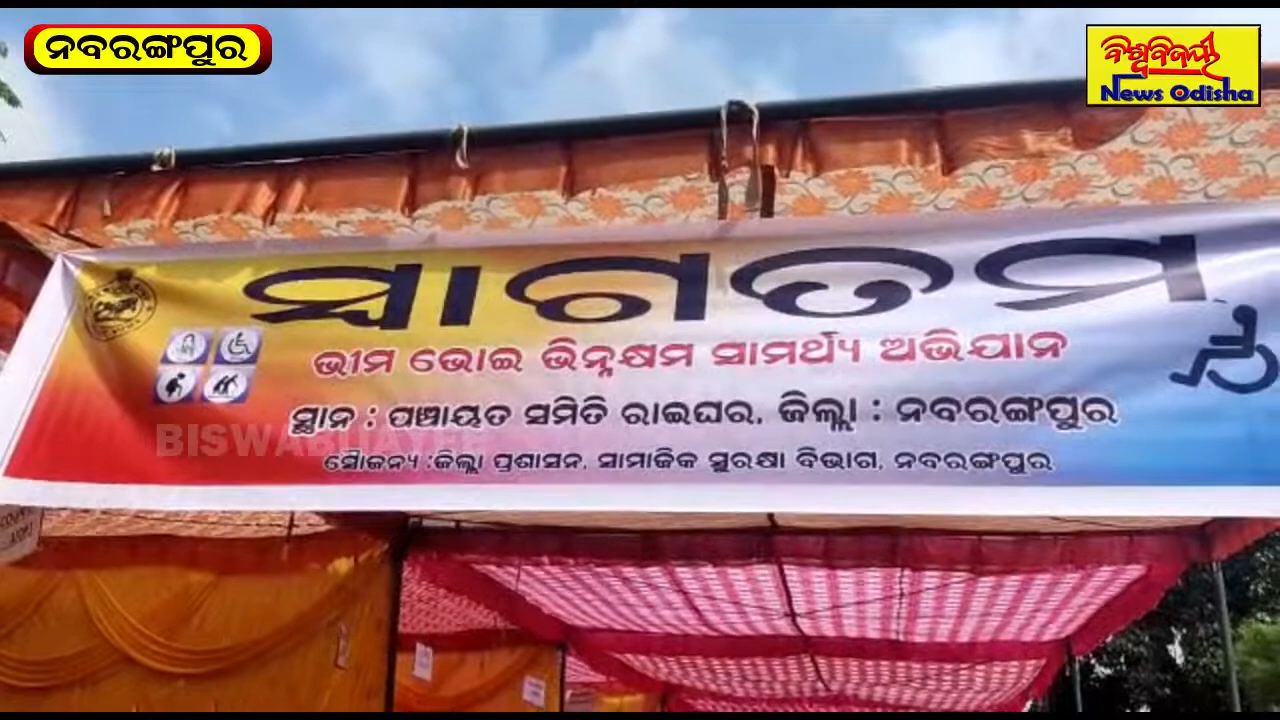 ନବରଙ୍ଗପୁର
ବିଶ୍ୱବିଜୟୀ
News Odisha
ସ୍ୱାଗତମ
ଭୀମ ଭୋଇ ଭିନ୍ନକ୍ଷମ ସାମର୍ଥ୍ୟ ଅଭିଯାନ
ସ୍ଥାନ : ପଞ୍ଚାୟତ ସମିତି ରାଇଘର, ଜିଲ୍ଲା : ନବରଙ୍ଗପୁର
BISWABIJAYEE
ସୌଜନ୍ୟ :ଜିଲ୍ଲା ପ୍ରଶାସନ, ସାମାଜିକ ସୁରକ୍ଷା ବିଭାଗ, ନବରଙ୍ଗପୁର